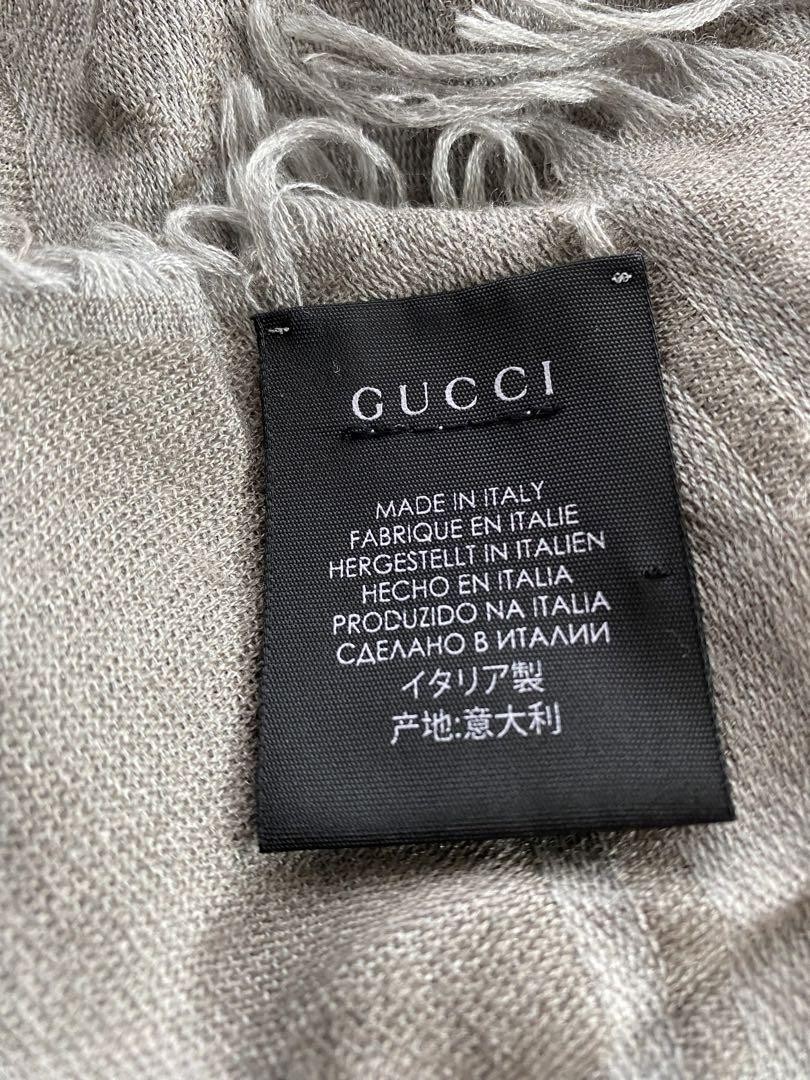 GUCCI
MADE IN ITALY
FABRIQUE EN ITALIE
HERGESTELLT IN ITALIEN
HECHO EN ITALIA
PRODUZIDO NA ITALIA
СДЕЛАНО В ИТАЛИИ
イタリア製
产地:意大利